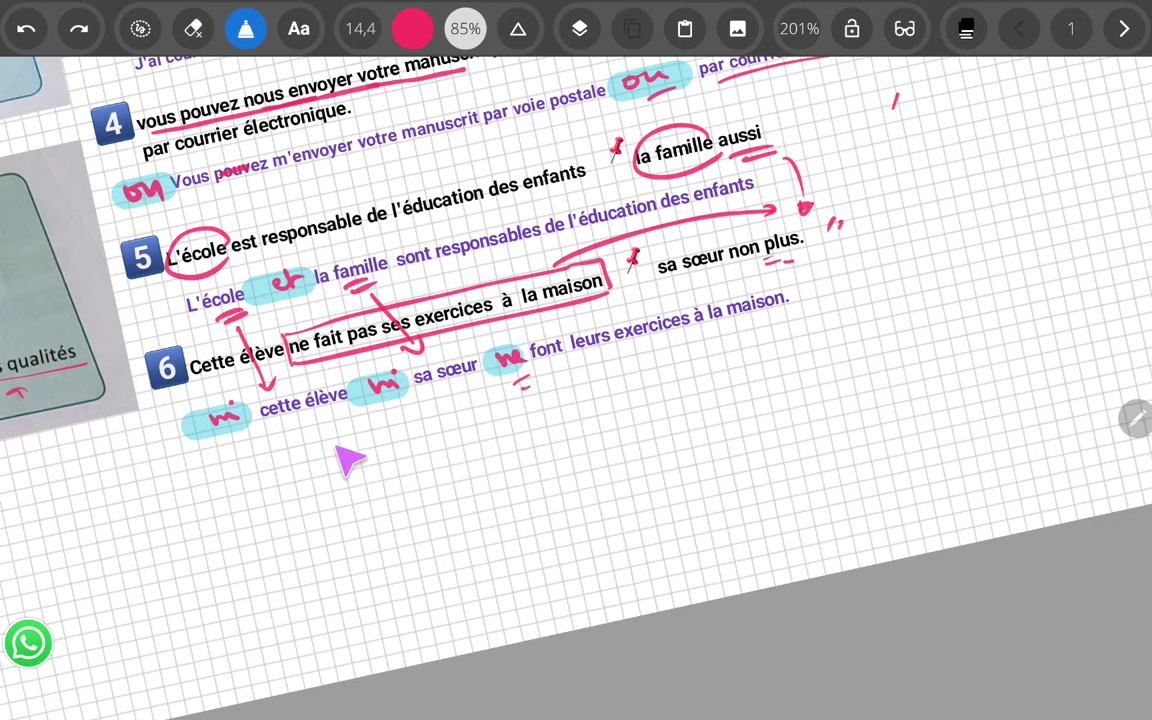 14,4 85% 201% 1
Aa
J'ai
vous pouvez nous envoyer votre
4
par courrier électronique.
Vous pouvez m'envoyer votre manuscrit par voie postale ou par
ou
5 L'école est responsable de l'éducation des enfants la famille aussi
L'école et la famille sont responsables de l'éducation des enfants
6 Cette élève ne fait pas ses exercices à la maison sa sœur non plus.
ni cette élève ni sa sœur ne font leurs exercices à la maison.
s qualités